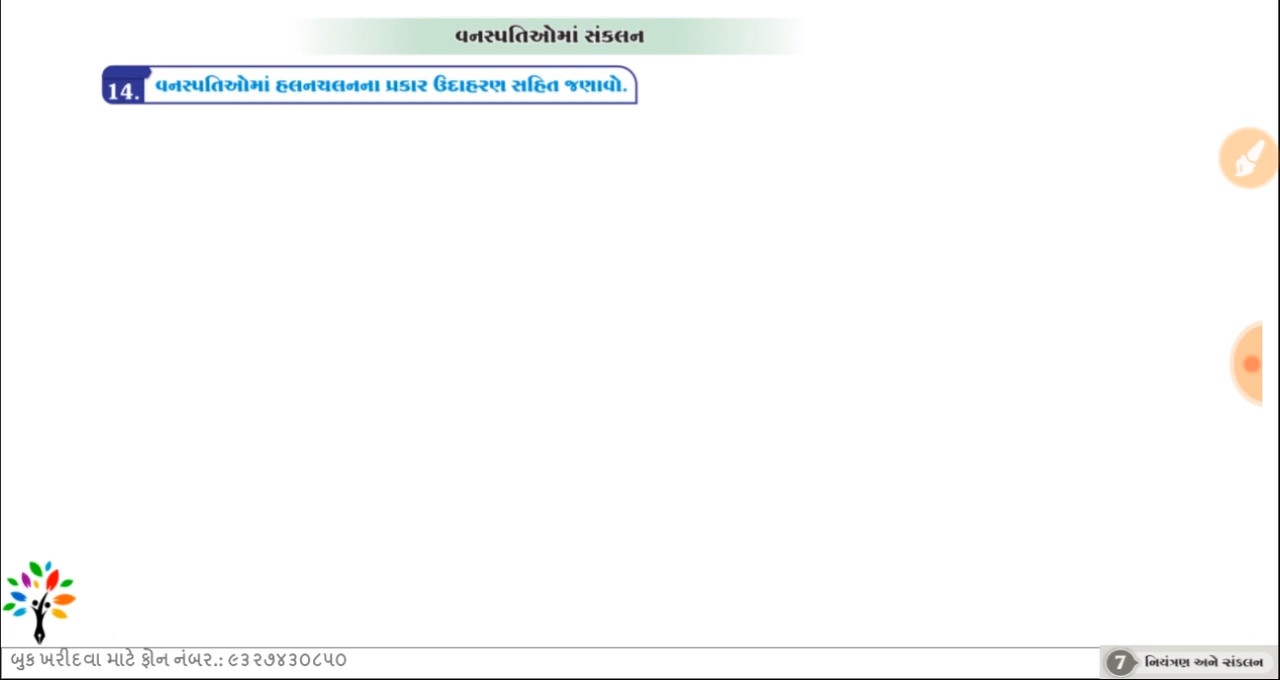 વનસ્પતિઓમાં સંકલન
14. વનસ્પતિઓમાં હલનચલનના પ્રકાર ઉદાહરણ સહિત જણાવો.
બુક ખરીદવા માટે ફોન નંબર.: ૯૩૨૭૪૩૦૮૫૦
7 નિયંત્રણ અને સંકલન